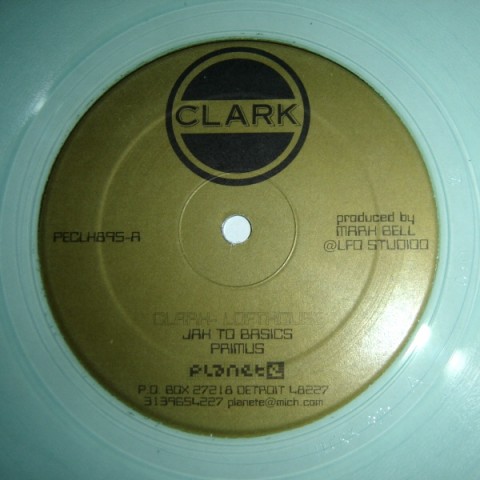 CLARK
PECLK895-A
produced by
MARK BELL
@LFO STUDIOO
CLARK- LOFTHOUSE
JAK TO BASICS
PRIMUS
planet e
P.O. BOX 27218 DETROIT 48227
3139654227 planete@mich.com